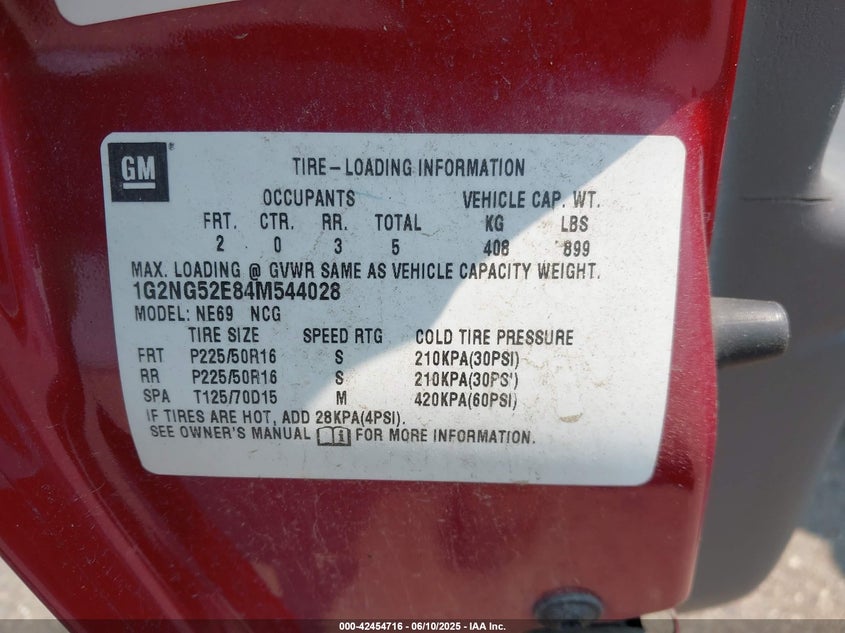 GM
TIRE-LOADING INFORMATION
OCCUPANTS VEHICLE CAP. WT.
FRT. CTR. RR. TOTAL KG LBS
2 0 3 5 408 899
MAX. LOADING @ GVWR SAME AS VEHICLE CAPACITY WEIGHT.
1G2NG52E84M544028
MODEL: NE69 NCG
TIRE SIZE SPEED RTG COLD TIRE PRESSURE
FRT P225/50R16 S 210KPA(30PSI)
RR P225/50R16 S 210KPA(30PSI)
SPA T125/70D15 M 420KPA(60PSI)
IF TIRES ARE HOT, ADD 28KPA(4PSI).
SEE OWNER'S MANUAL FOR MORE INFORMATION.
000-42454716 - 06/10/2025 - IAA Inc.